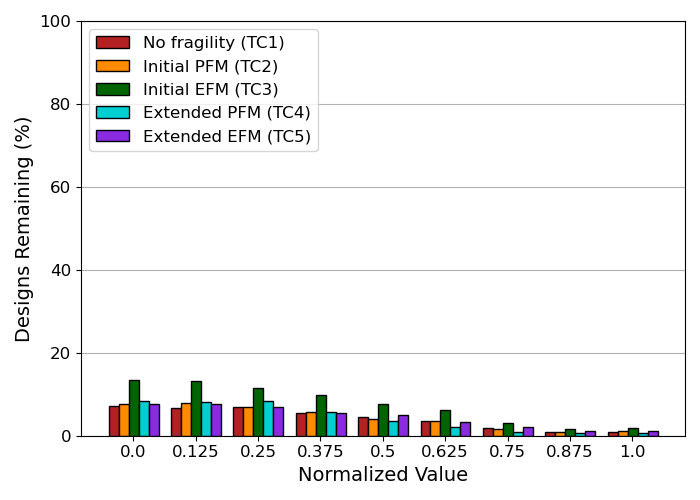 100
80
60
40
20
0
Designs Remaining (%)
No fragility (TC1)
Initial PFM (TC2)
Initial EFM (TC3)
Extended PFM (TC4)
Extended EFM (TC5)
0.0 0.125 0.25 0.375 0.5 0.625 0.75 0.875 1.0
Normalized Value